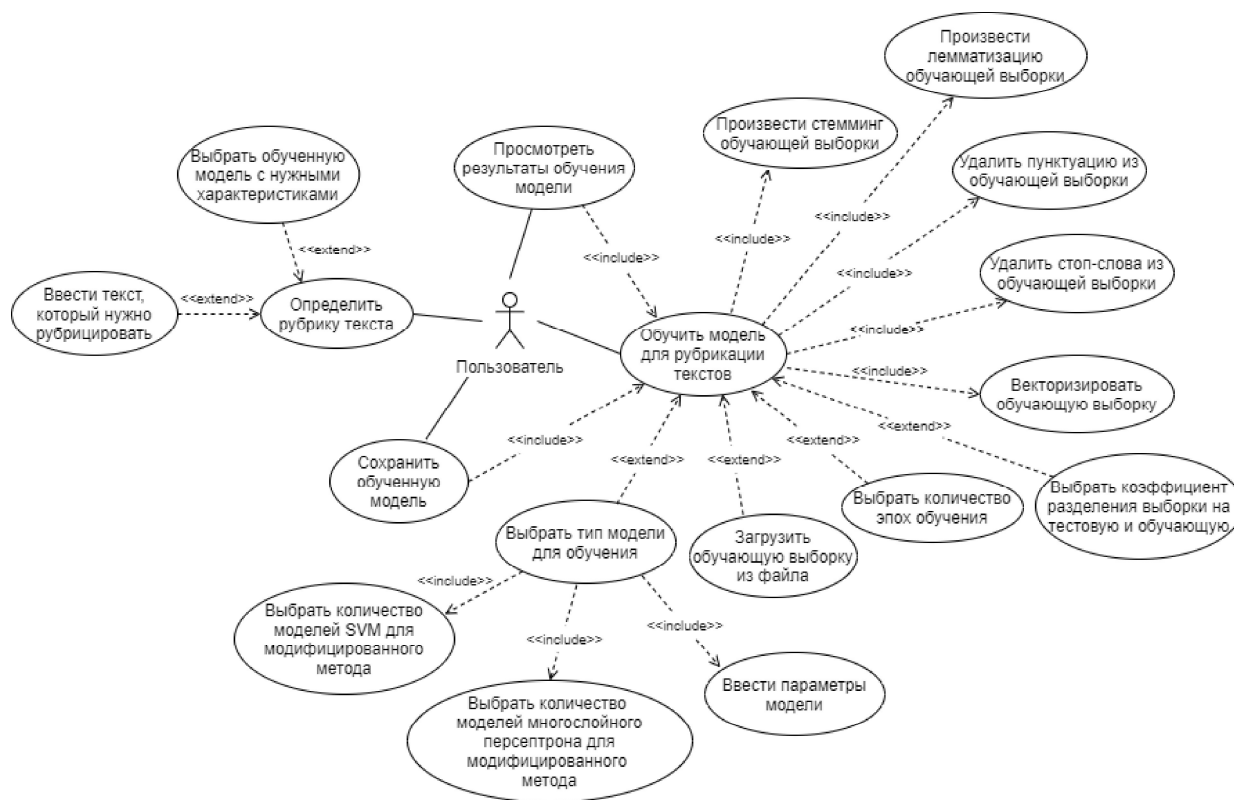 Произвести
лемматизацию
обучающей выборки
Произвести стемминг
обучающей выборки
Просмотреть
результаты обучения
модели
Выбрать обученную
модель с нужными
характеристиками
Удалить пунктуацию из
обучающей выборки
<<include>>
<<include>>
<<include>>
<<include>>
<<extend>>
Удалить стоп-слова из
обучающей выборки
Ввести текст,
который нужно
рубрицировать
<<extend>>
Определить
рубрику текста
Пользователь
Обучить модель
для рубрикации
текстов
<<include>>
<<include>>
Векторизировать
обучающую выборку
<<include>>
<<extend>>
<<extend>>
<<extend>>
<<extend>>
Сохранить
обученную
модель
Выбрать количество
эпох обучения
Выбрать коэффициент
разделения выборки на
тестовую и обучающую
Выбрать тип модели
для обучения
Загрузить
обучающую выборку
из файла
<<include>>
<<include>>
<<include>>
Выбрать количество
моделей SVM для
модифицированного
метода
Ввести параметры
модели
Выбрать количество
моделей многослойного
персептрона для
модифицированного
метода